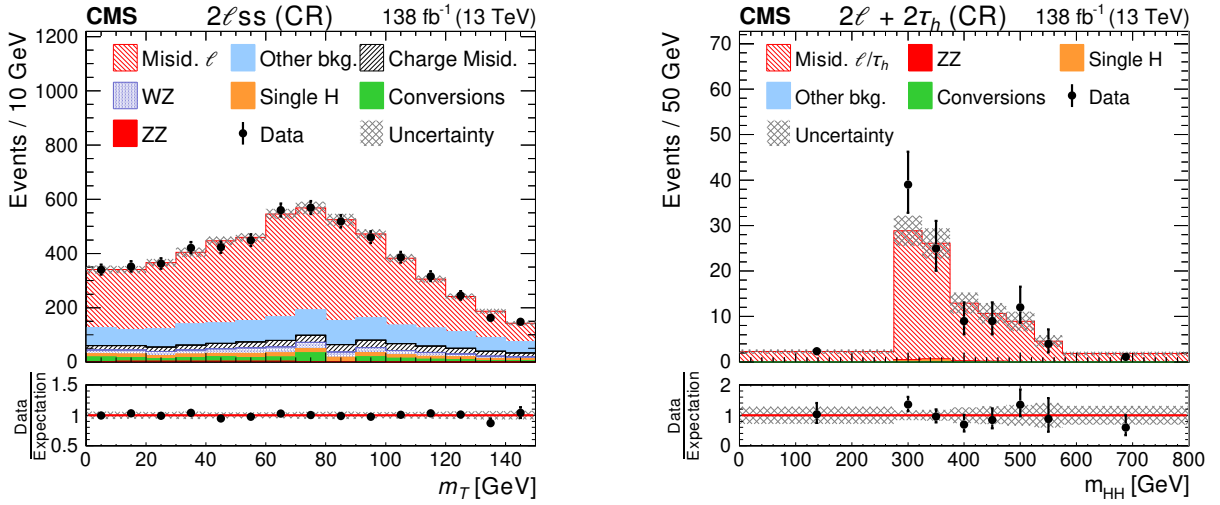 CMS 2ℓss (CR) 138 fb⁻¹ (13 TeV)
Events / 10 GeV
1200
1000
800
600
400
200
0
Misid. ℓ Other bkg. Charge Misid.
WZ Single H Conversions
ZZ Data Uncertainty
Data
Expectation
1.5
1
0.5
0 20 40 60 80 100 120 140
m_T [GeV]
CMS 2ℓ + 2τ_h (CR) 138 fb⁻¹ (13 TeV)
Events / 50 GeV
70
60
50
40
30
20
10
0
Misid. ℓ/τ_h ZZ Single H
Other bkg. Conversions Data
Uncertainty
Data
Expectation
2
1
0
0 100 200 300 400 500 600 700 800
m_HH [GeV]